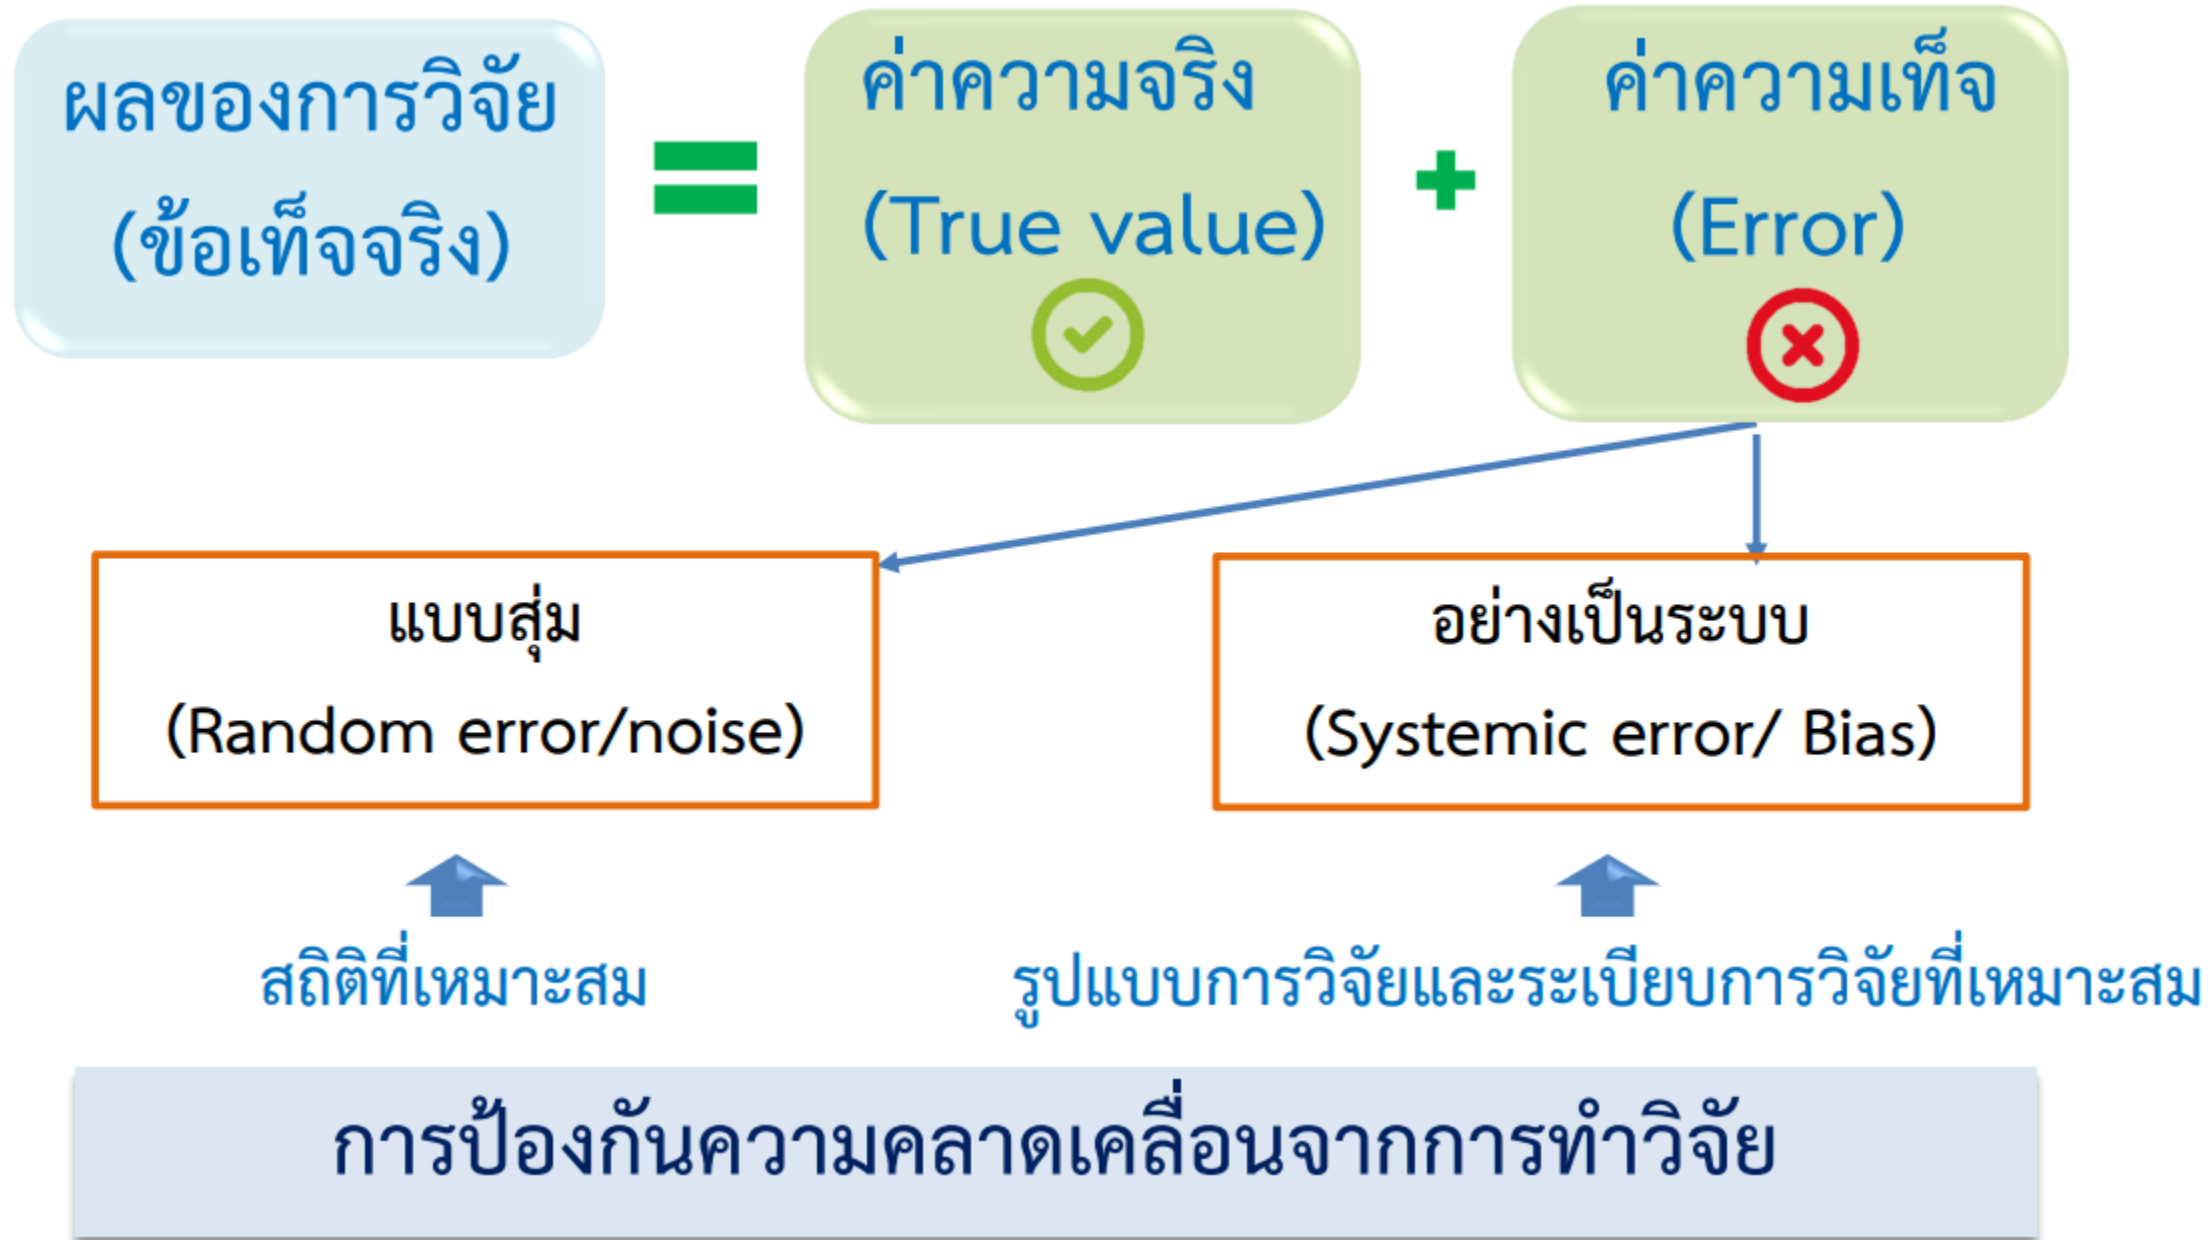 ผลของการวิจัย
(ข้อเท็จจริง)
=
ค่าความจริง
(True value)
+
ค่าความเท็จ
(Error)
แบบสุ่ม
(Random error/noise)
อย่างเป็นระบบ
(Systemic error/ Bias)
สถิติที่เหมาะสม
รูปแบบการวิจัยและระเบียบการวิจัยที่เหมาะสม
การป้องกันความคลาดเคลื่อนจากการทำวิจัย